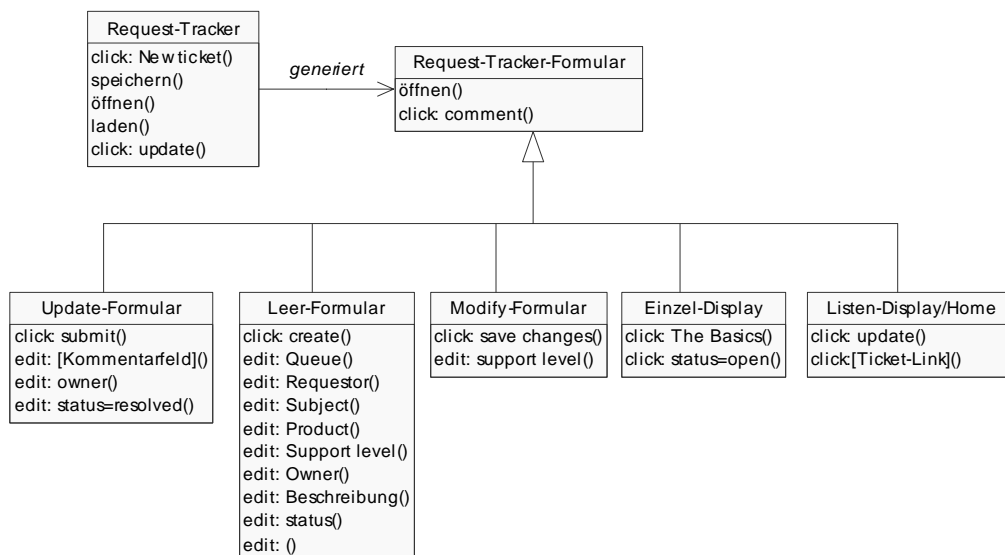 Request-Tracker
click: New ticket()
speichern()
öffnen()
laden()
click: update()
generiert
Request-Tracker-Formular
öffnen()
click: comment()
Update-Formular
click: submit()
edit: [Kommentarfeld]()
edit: owner()
edit: status=resolved()
Leer-Formular
click: create()
edit: Queue()
edit: Requestor()
edit: Subject()
edit: Product()
edit: Support level()
edit: Owner()
edit: Beschreibung()
edit: status()
edit: ()
Modify-Formular
click: save changes()
edit: support level()
Einzel-Display
click: The Basics()
click: status=open()
Listen-Display/Home
click: update()
click:[Ticket-Link]()